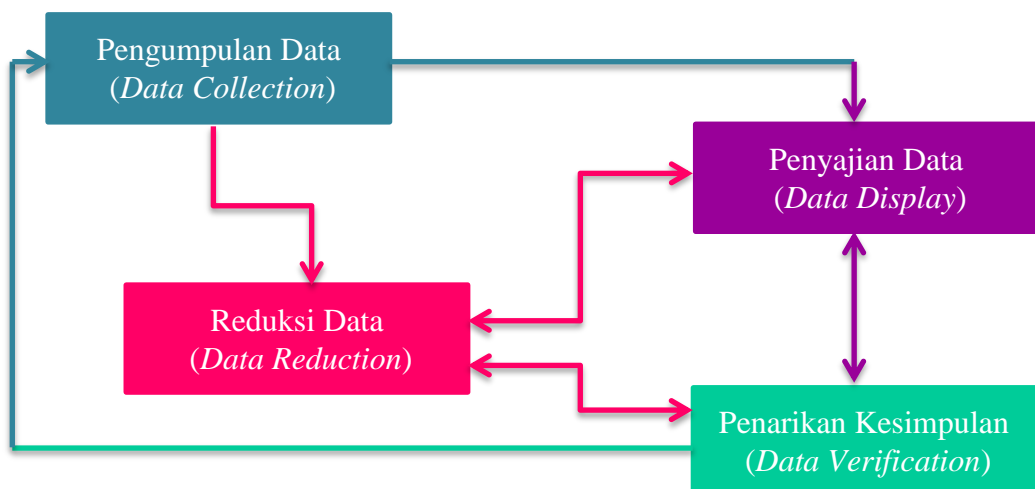 Pengumpulan Data
(Data Collection)
Penyajian Data
(Data Display)
Reduksi Data
(Data Reduction)
Penarikan Kesimpulan
(Data Verification)